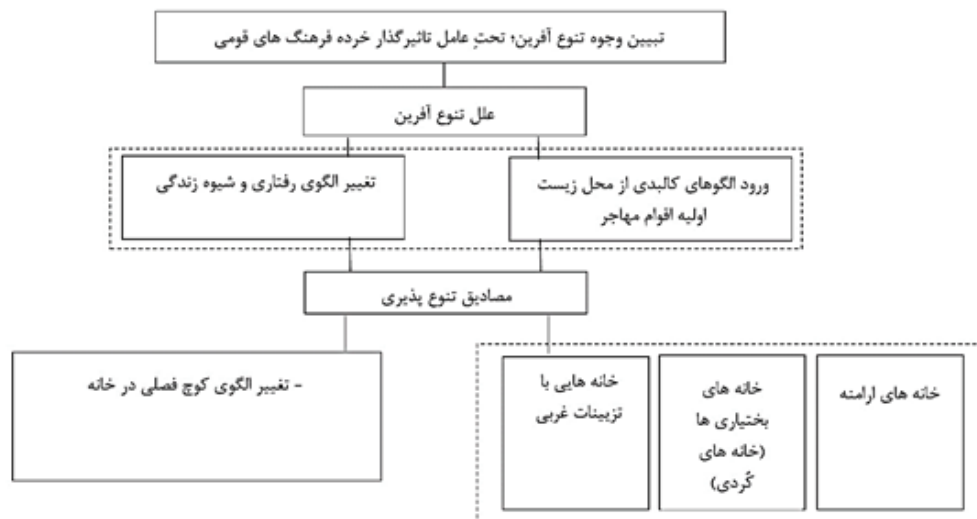 تبیین وجوه تنوع آفرین؛ تحتِ عامل تاثیرگذار خرده فرهنگ های قومی
علل تنوع آفرین
ورود الگوهای کالبدی از محل زیست
اولیه اقوام مهاجر
تغییر الگوی رفتاری و شیوه زندگی
مصادیق تنوع پذیری
خانه های ارامنه
خانه های
بختیاری ها
(خانه های
کُردی)
خانه هایی با
تزیینات غربی
- تغییر الگوی کوچ فصلی در خانه